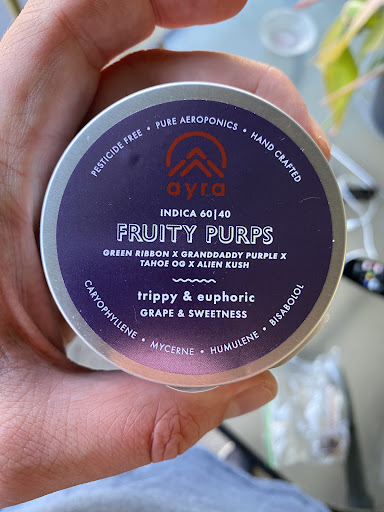 PESTICIDE FREE • PURE AEROPONICS • HAND CRAFTED
ayra
INDICA 60|40
FRUITY PURPS
GREEN RIBBON X GRANDDADDY PURPLE X
TAHOE OG X ALIEN KUSH
trippy & euphoric
GRAPE & SWEETNESS
CARYOPHYLLENE • MYCERNE • HUMULENE • BISABOLOL